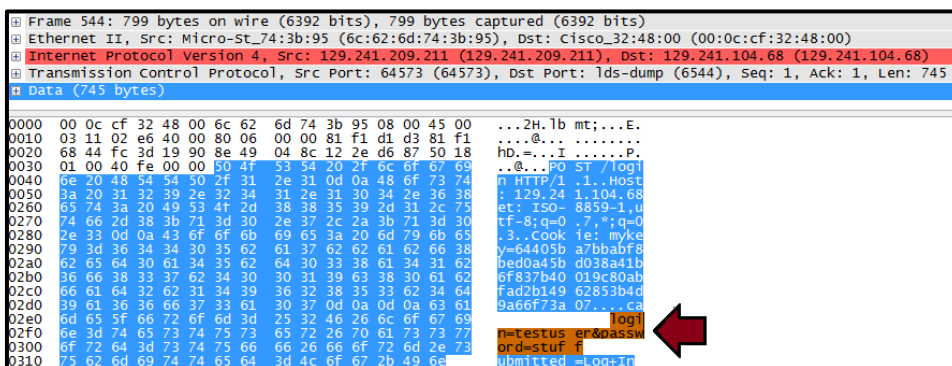 Frame 544: 799 bytes on wire (6392 bits), 799 bytes captured (6392 bits)
Ethernet II, Src: Micro-St_74:3b:95 (6c:62:6d:74:3b:95), Dst: Cisco_32:48:00 (00:0c:cf:32:48:00)
Internet Protocol Version 4, Src: 129.241.209.211 (129.241.209.211), Dst: 129.241.104.68 (129.241.104.68)
Transmission Control Protocol, Src Port: 64573 (64573), Dst Port: lds-dump (6544), Seq: 1, Ack: 1, Len: 745
Data (745 bytes)
0000 00 0c cf 32 48 00 6c 62 6d 74 3b 95 08 00 45 00 ...2H.lb mt;...E.
0010 03 11 02 e6 40 00 80 06 00 00 81 f1 d1 d3 81 f1 ....@... ........
0020 68 44 fc 3d 19 90 8e 49 04 8c 12 2e d6 87 50 18 hD.=...I ......P.
0030 01 00 40 fe 00 00 50 4f 53 54 20 2f 6c 6f 67 69 ..@...PO ST /logi
0040 6e 20 48 54 54 50 2f 31 2e 31 0d 0a 48 6f 73 74 n HTTP/1 .1..Host
0050 3a 20 31 32 39 2e 32 34 31 2e 31 30 34 2e 36 38 : 129.24 1.104.68
0260 65 74 3a 20 49 53 4f 2d 38 38 35 39 2d 31 2c 75 et: ISO- 8859-1,u
0270 74 66 2d 38 3b 71 3d 30 2e 37 2c 2a 3b 71 3d 30 tf-8;q=0 .7,*;q=0
0280 2e 33 0d 0a 43 6f 6f 6b 69 65 3a 20 6d 79 6b 65 .3..Cook ie: myke
0290 79 3d 36 34 34 30 35 62 61 37 62 62 61 62 66 38 y=64405b a7bbabf8
02a0 62 65 64 30 61 34 35 62 64 30 33 38 61 34 31 62 bed0a45b d038a41b
02b0 36 66 38 33 37 62 34 30 30 31 39 63 38 30 61 62 6f837b40 019c80ab
02c0 66 61 64 32 62 31 34 39 36 32 38 35 33 62 34 64 fad2b149 62853b4d
02d0 39 61 36 36 66 37 33 61 30 37 0d 0a 0d 0a 63 61 9a66f73a 07....ca
02e0 6d 65 5f 66 72 6f 6d 3d 25 32 46 26 6c 6f 67 69 logi
02f0 6e 3d 74 65 73 74 75 73 65 72 26 70 61 73 73 77 n=testus er&passw
0300 6f 72 64 3d 73 74 75 66 66 26 66 6f 72 6d 2e 73 ord=stuf f
0310 75 62 6d 69 74 74 65 64 3d 4c 6f 67 2b 49 6e ubmitted =Log+In